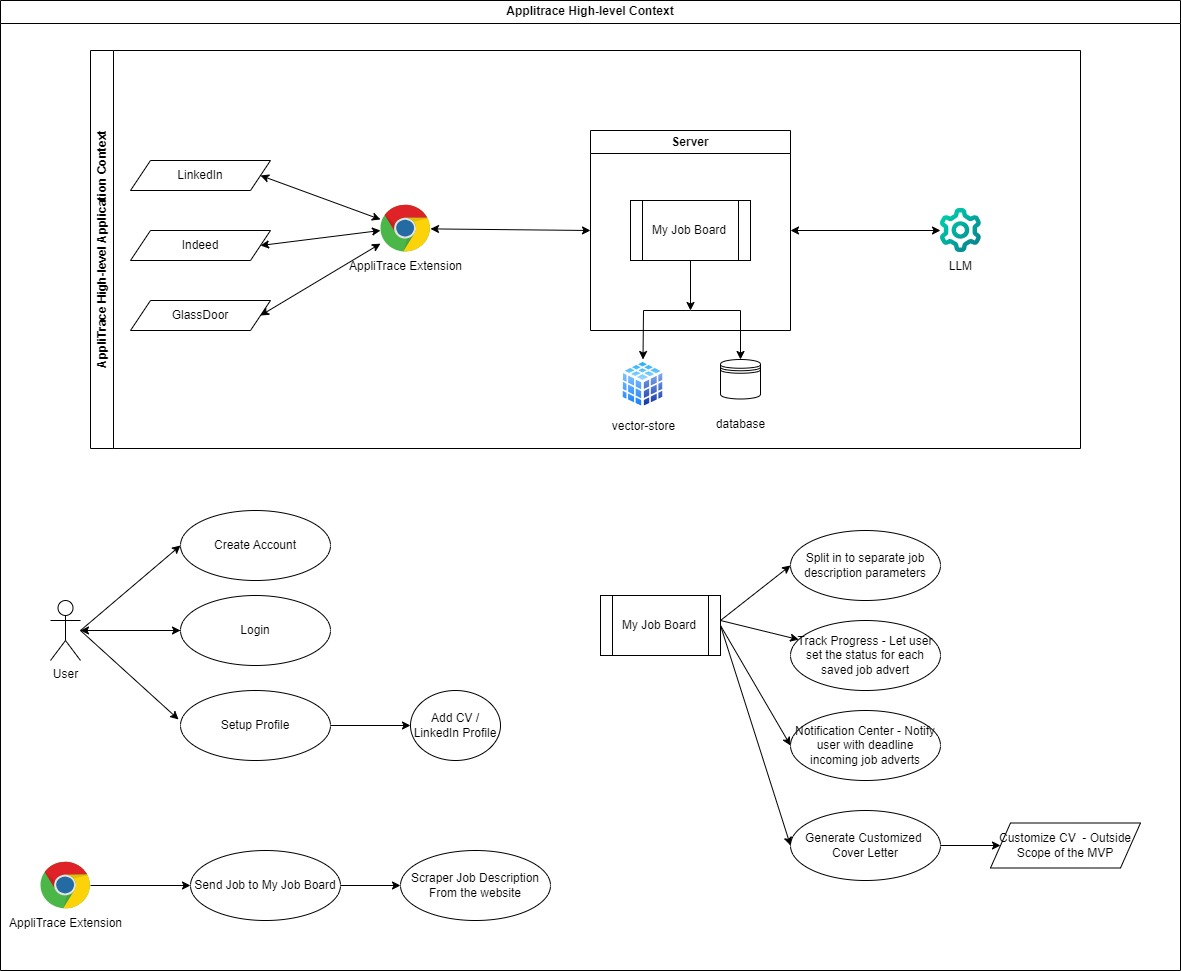 Applitrace High-level Context
AppliTrace High-level Application Context
LinkedIn
Indeed
GlassDoor
AppliTrace Extension
Server
My Job Board
vector-store
database
LLM
User
Create Account
Login
Setup Profile
Add CV /
LinkedIn Profile
My Job Board
Split in to separate job
description parameters
Track Progress - Let user
set the status for each
saved job advert
Notification Center - Notify
user with deadline
incoming job adverts
Generate Customized
Cover Letter
Customize CV  - Outside
Scope of the MVP
AppliTrace Extension
Send Job to My Job Board
Scraper Job Description
From the website